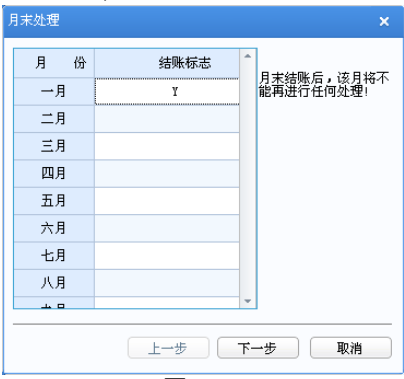 月末处理
月 份 结账标志
一月 Y
二月
三月
四月
五月
六月
七月
八月
月末结账后，该月将不
能再进行任何处理!
上一步 下一步 取消